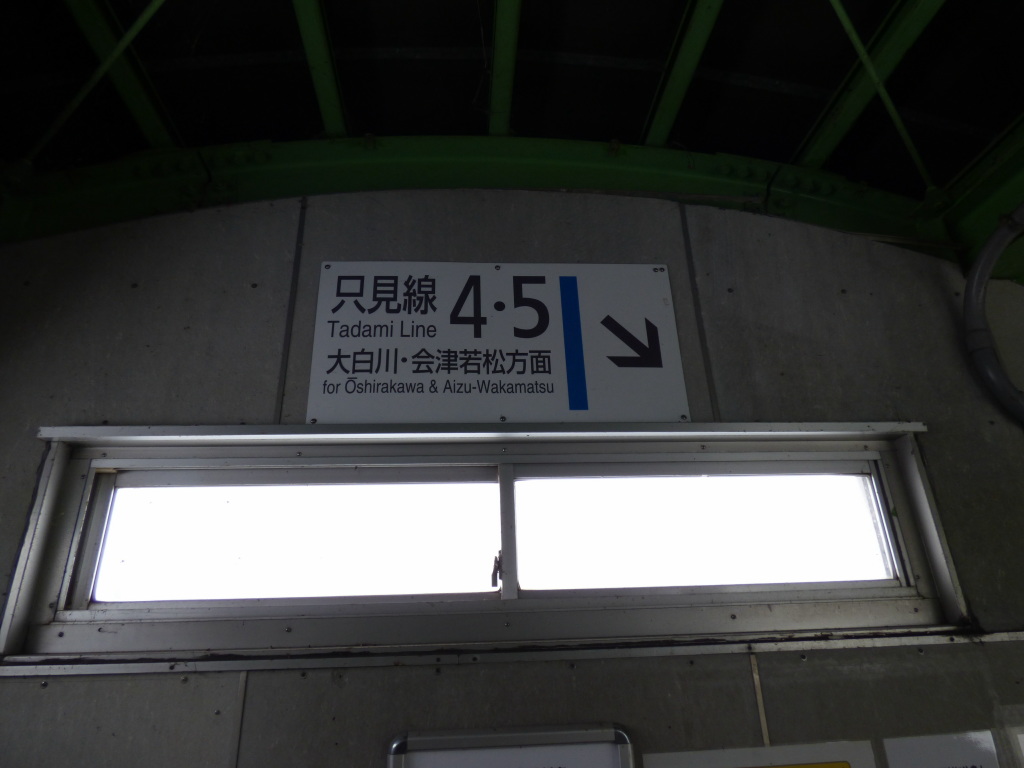 只見線 4・5
Tadami Line
大白川・会津若松方面
for Ōshirakawa & Aizu-Wakamatsu